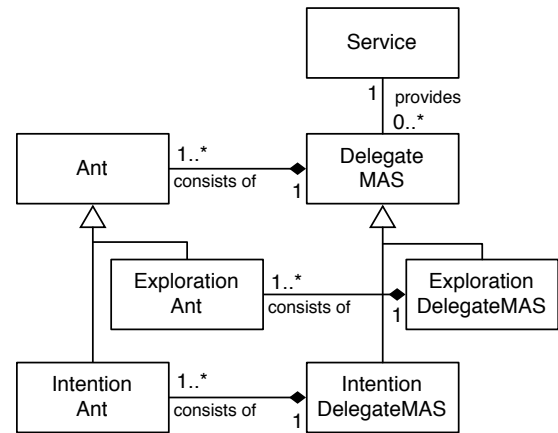 Service
1 provides
0..*
Ant
1..*
consists of
1
Delegate
MAS
Exploration
Ant
1..*
consists of
1
Exploration
DelegateMAS
Intention
Ant
1..*
consists of
1
Intention
DelegateMAS